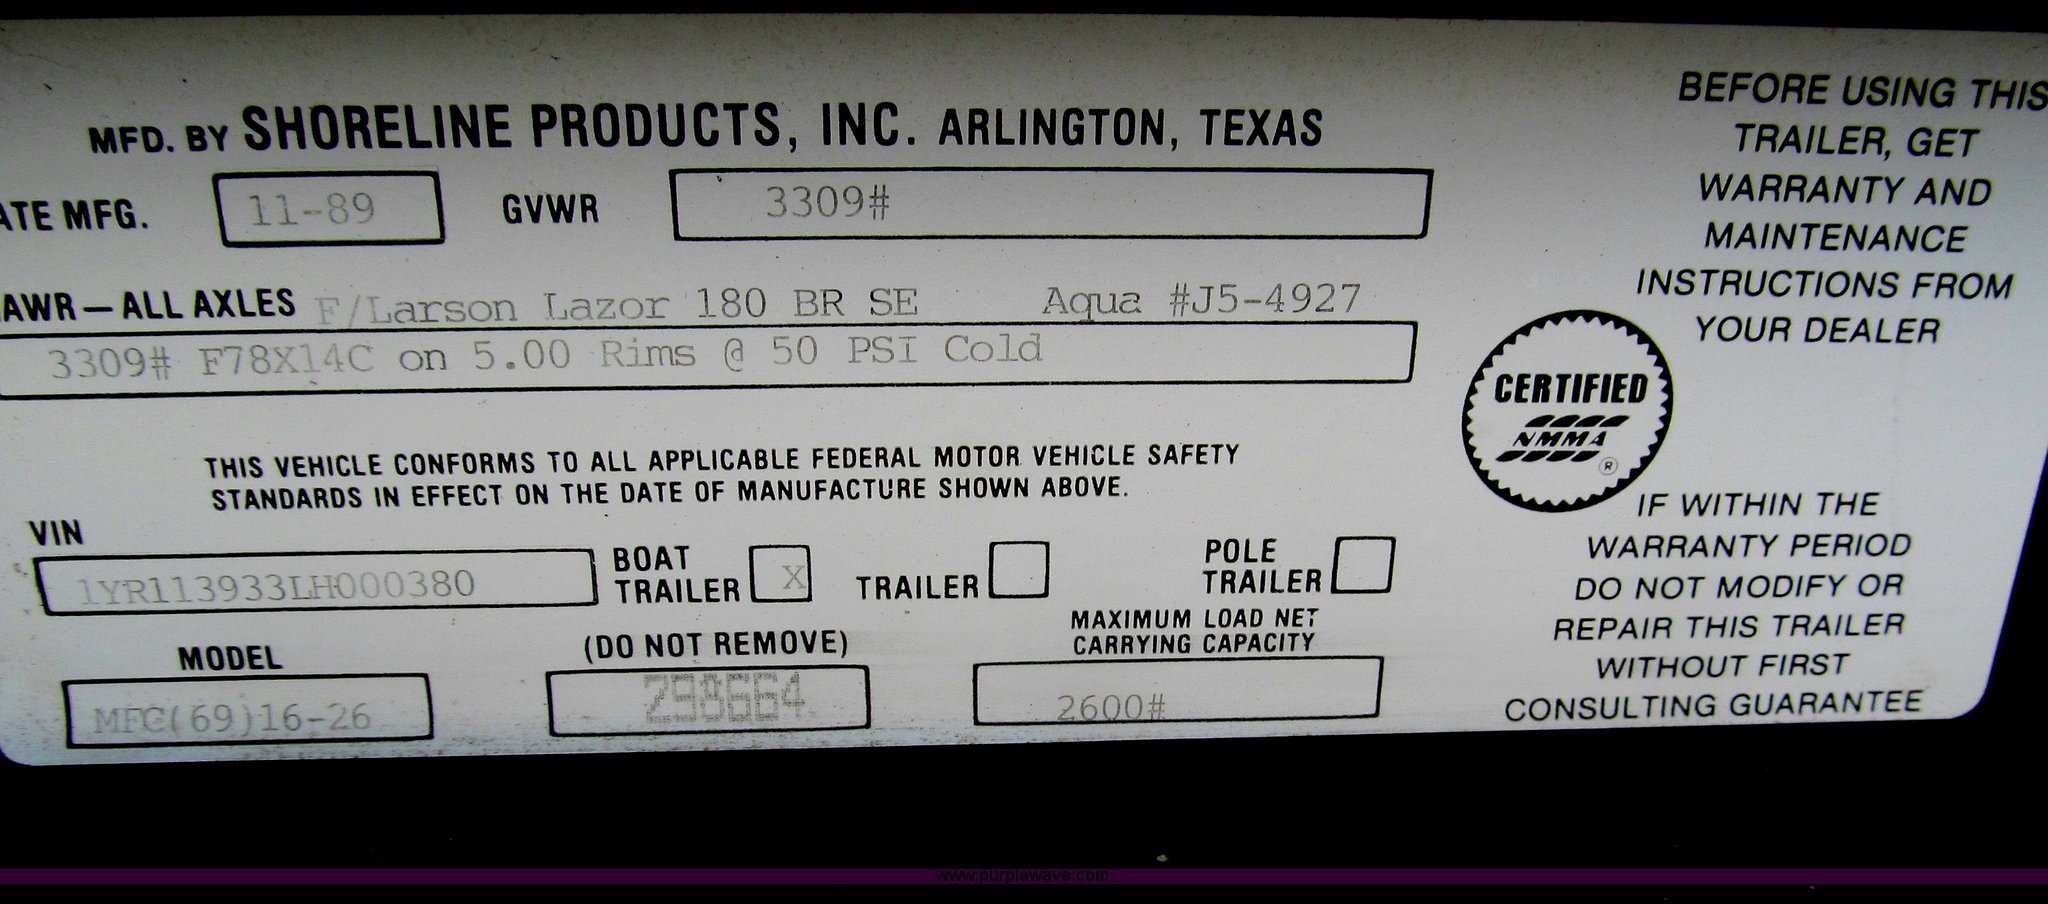 MFD. BY SHORELINE PRODUCTS, INC. ARLINGTON, TEXAS
ATE MFG. 11-89 GVWR 3309#
AWR — ALL AXLES F/Larson Lazor 180 BR SE Aqua #J5-4927
3309# F78X14C on 5.00 Rims @ 50 PSI Cold
THIS VEHICLE CONFORMS TO ALL APPLICABLE FEDERAL MOTOR VEHICLE SAFETY
STANDARDS IN EFFECT ON THE DATE OF MANUFACTURE SHOWN ABOVE.
VIN
1YR113933LH000380
BOAT
TRAILER X
TRAILER
POLE
TRAILER
MODEL
MFC(69)16-26
(DO NOT REMOVE)
298664
MAXIMUM LOAD NET
CARRYING CAPACITY
2600#
BEFORE USING THIS
TRAILER, GET
WARRANTY AND
MAINTENANCE
INSTRUCTIONS FROM
YOUR DEALER
CERTIFIED
NMMA
®
IF WITHIN THE
WARRANTY PERIOD
DO NOT MODIFY OR
REPAIR THIS TRAILER
WITHOUT FIRST
CONSULTING GUARANTEE
www.purplewave.com